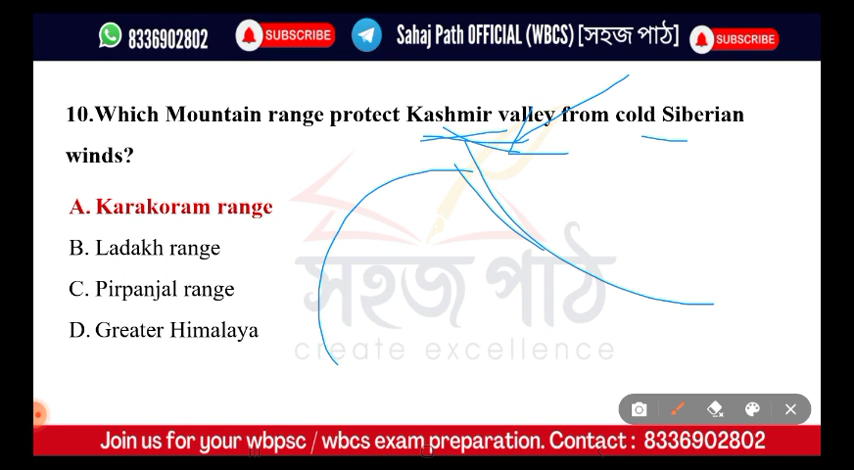 8336902802 SUBSCRIBE Sahaj Path OFFICIAL (WBCS) [সহজ পাঠ] SUBSCRIBE
10.Which Mountain range protect Kashmir valley from cold Siberian
winds?
A. Karakoram range
B. Ladakh range
C. Pirpanjal range
D. Greater Himalaya
সহজ পাঠ
create excellence
Join us for your wbpsc / wbcs exam preparation. Contact : 8336902802